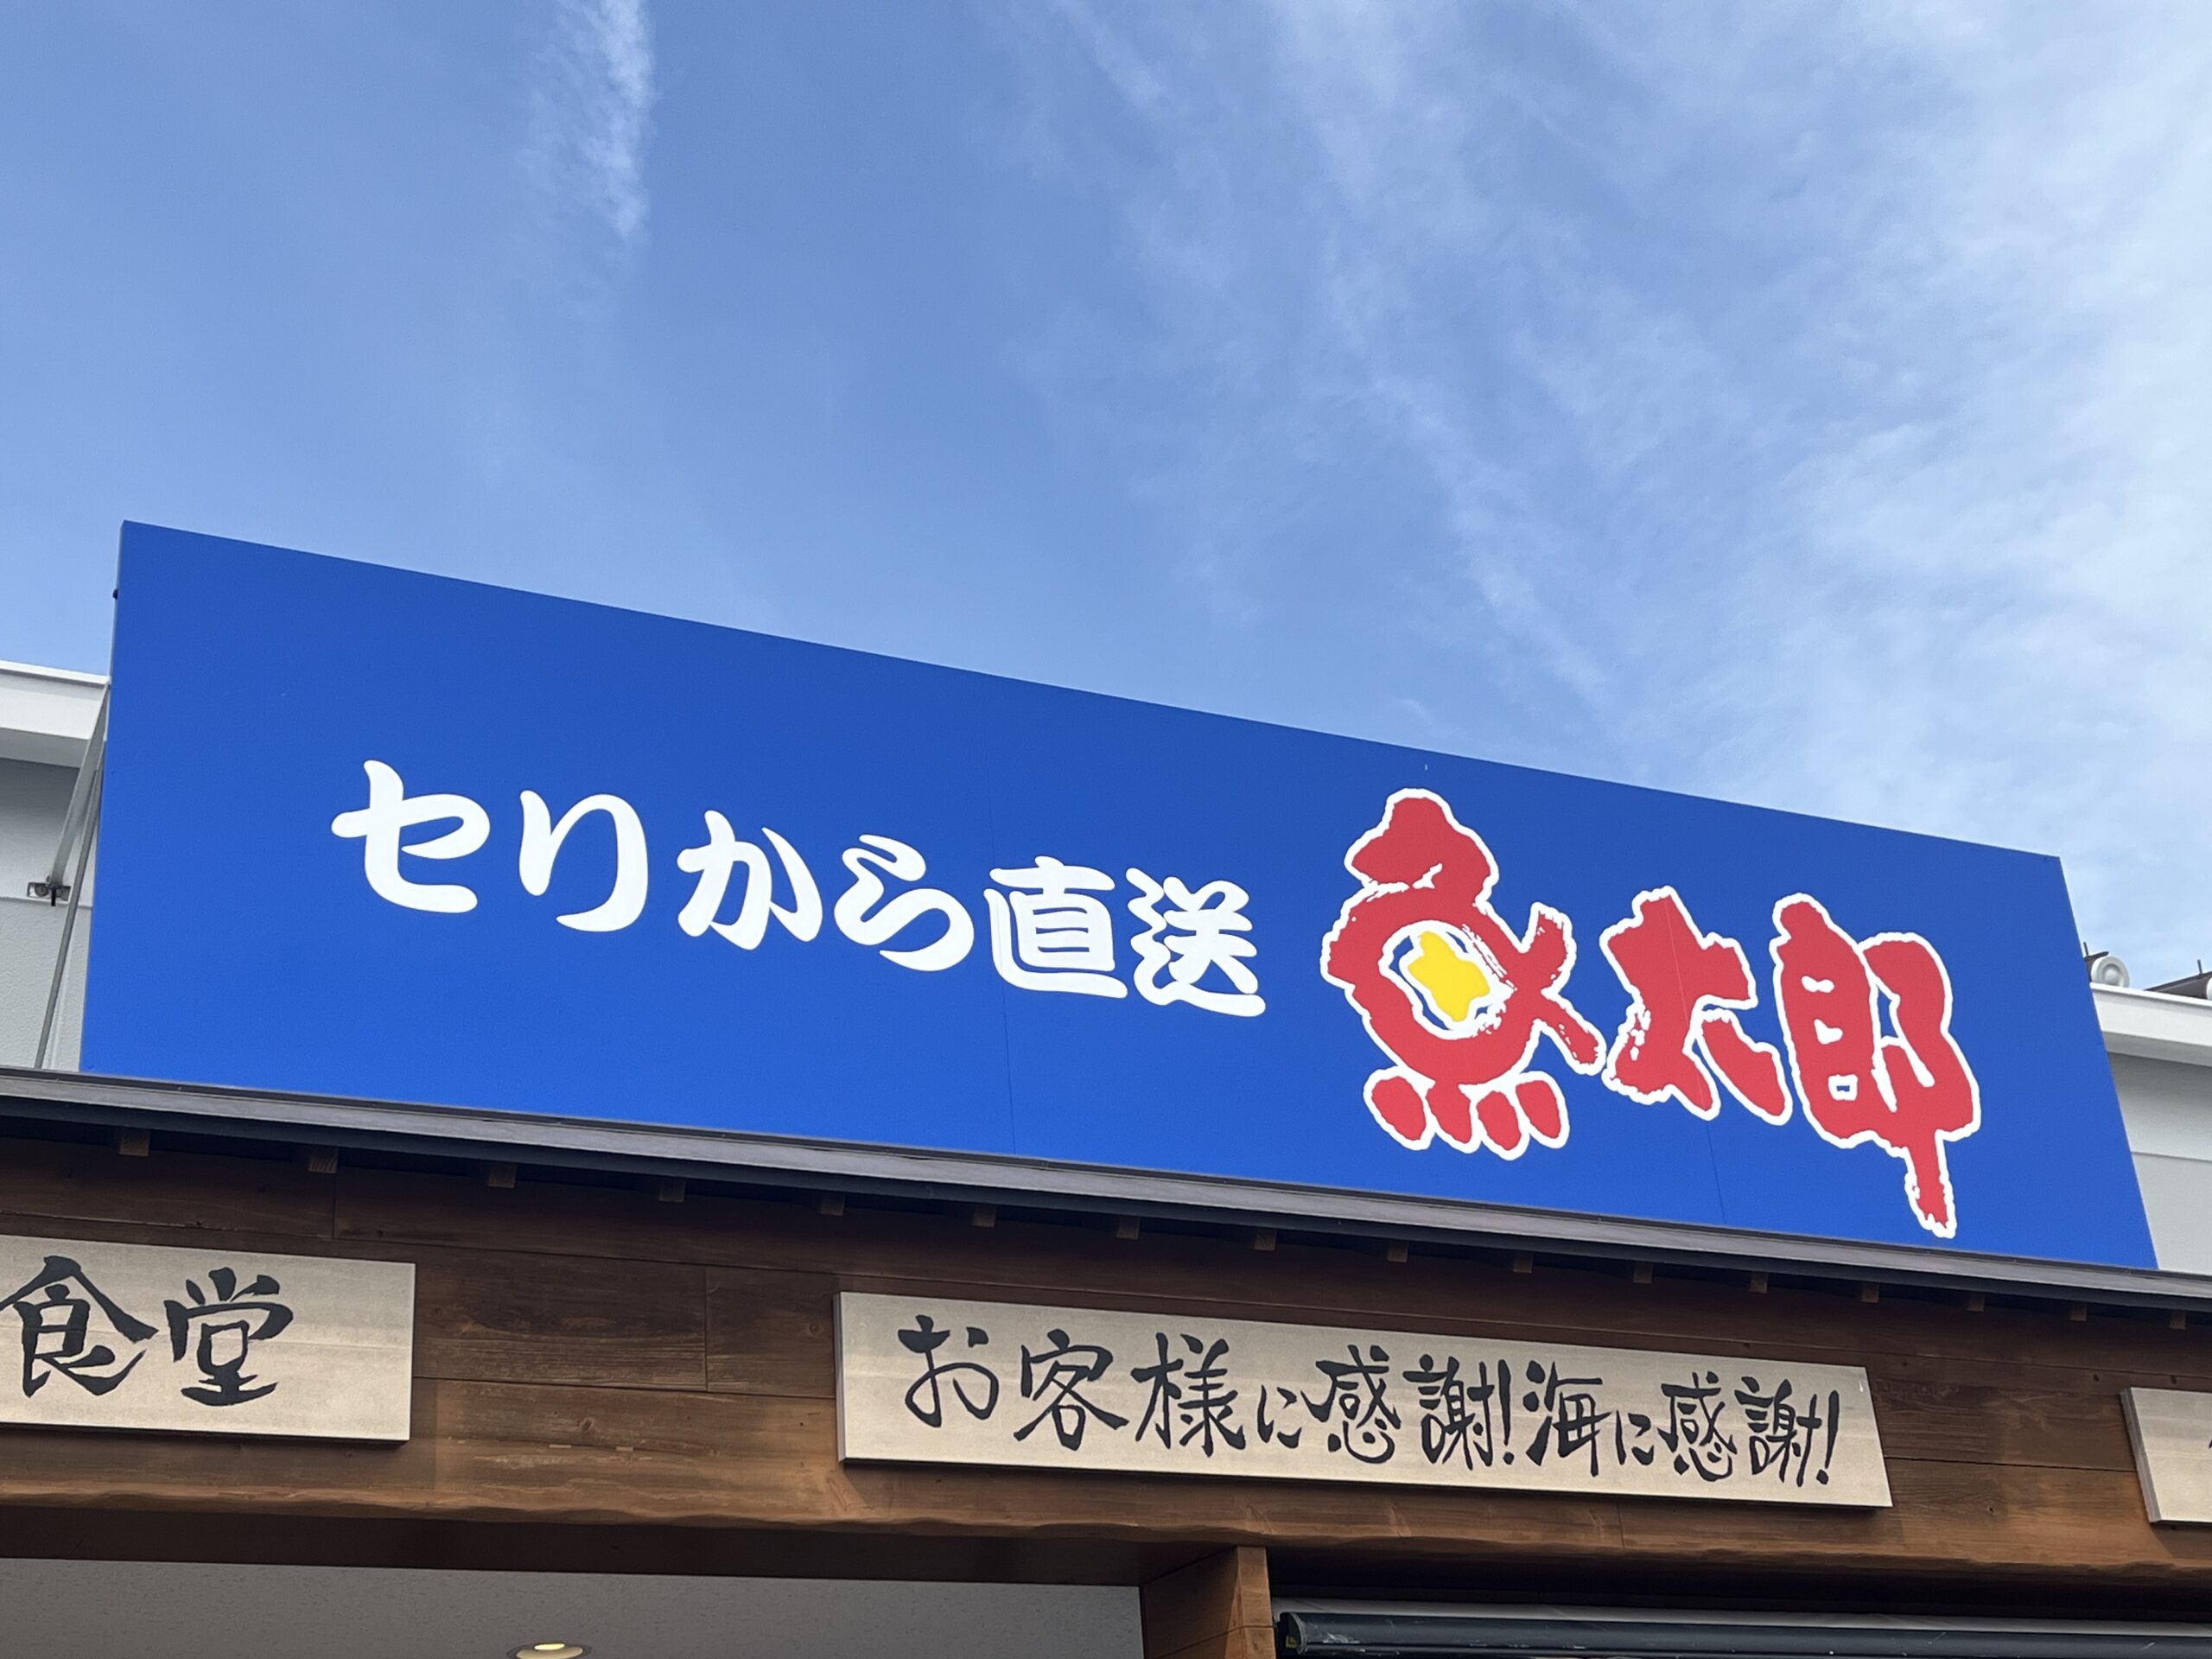 セリから直送 魚太郎
食堂
お客様に感謝!海に感謝!